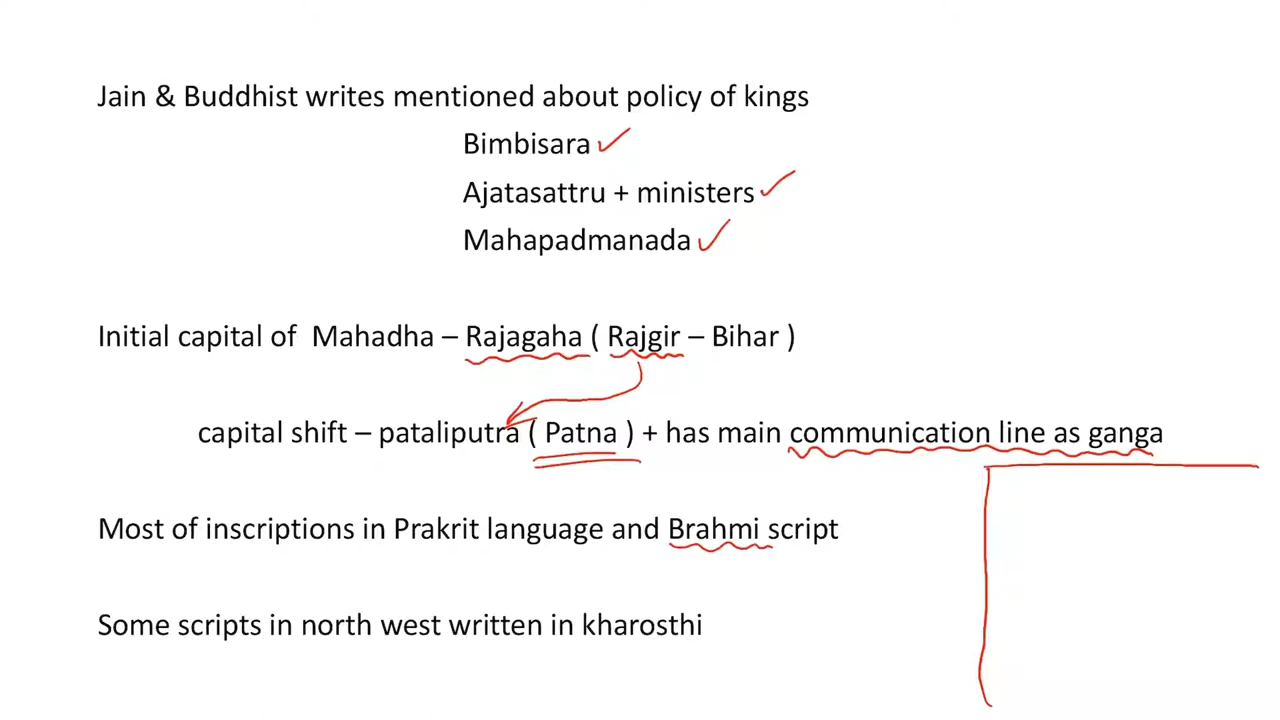 Jain & Buddhist writes mentioned about policy of kings
Bimbisara
Ajatasattru + ministers
Mahapadmanada
Initial capital of Mahadha – Rajagaha ( Rajgir – Bihar )
capital shift – pataliputra ( Patna ) + has main communication line as ganga
Most of inscriptions in Prakrit language and Brahmi script
Some scripts in north west written in kharosthi